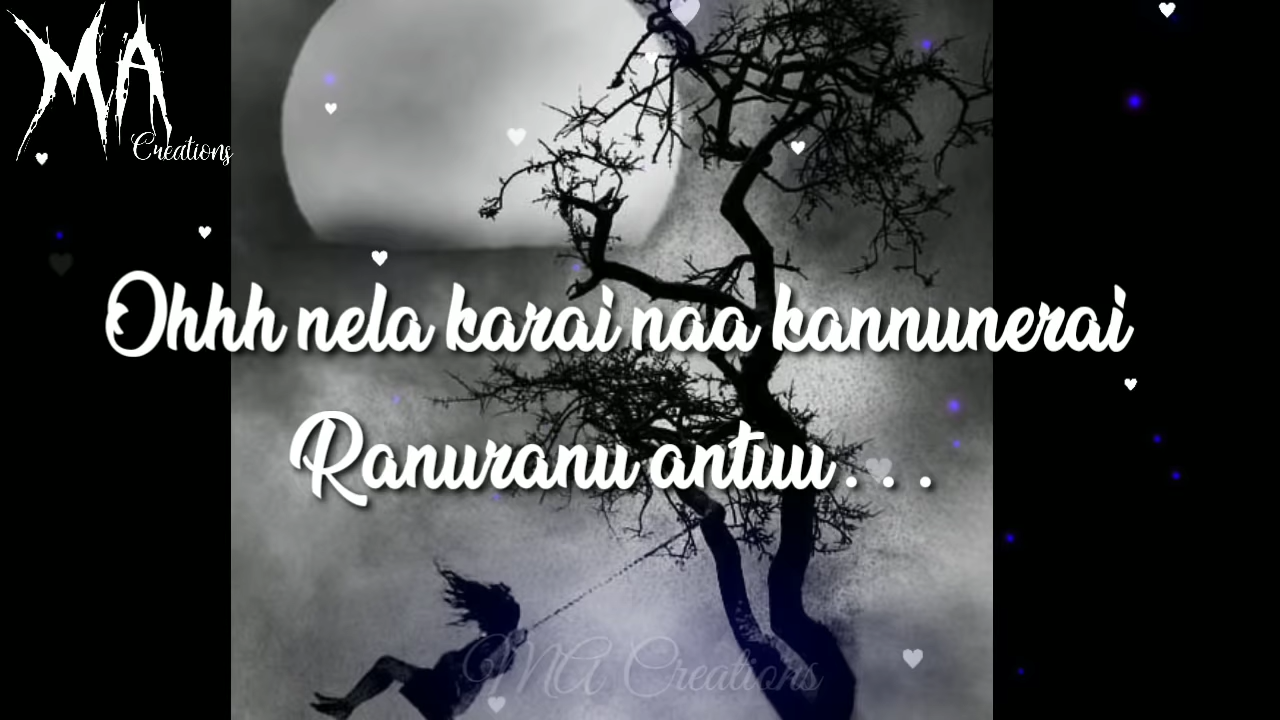 MA
Creations
Ohhh nela karai naa kannunerai
Ranuranu antuu . . .
MA Creations